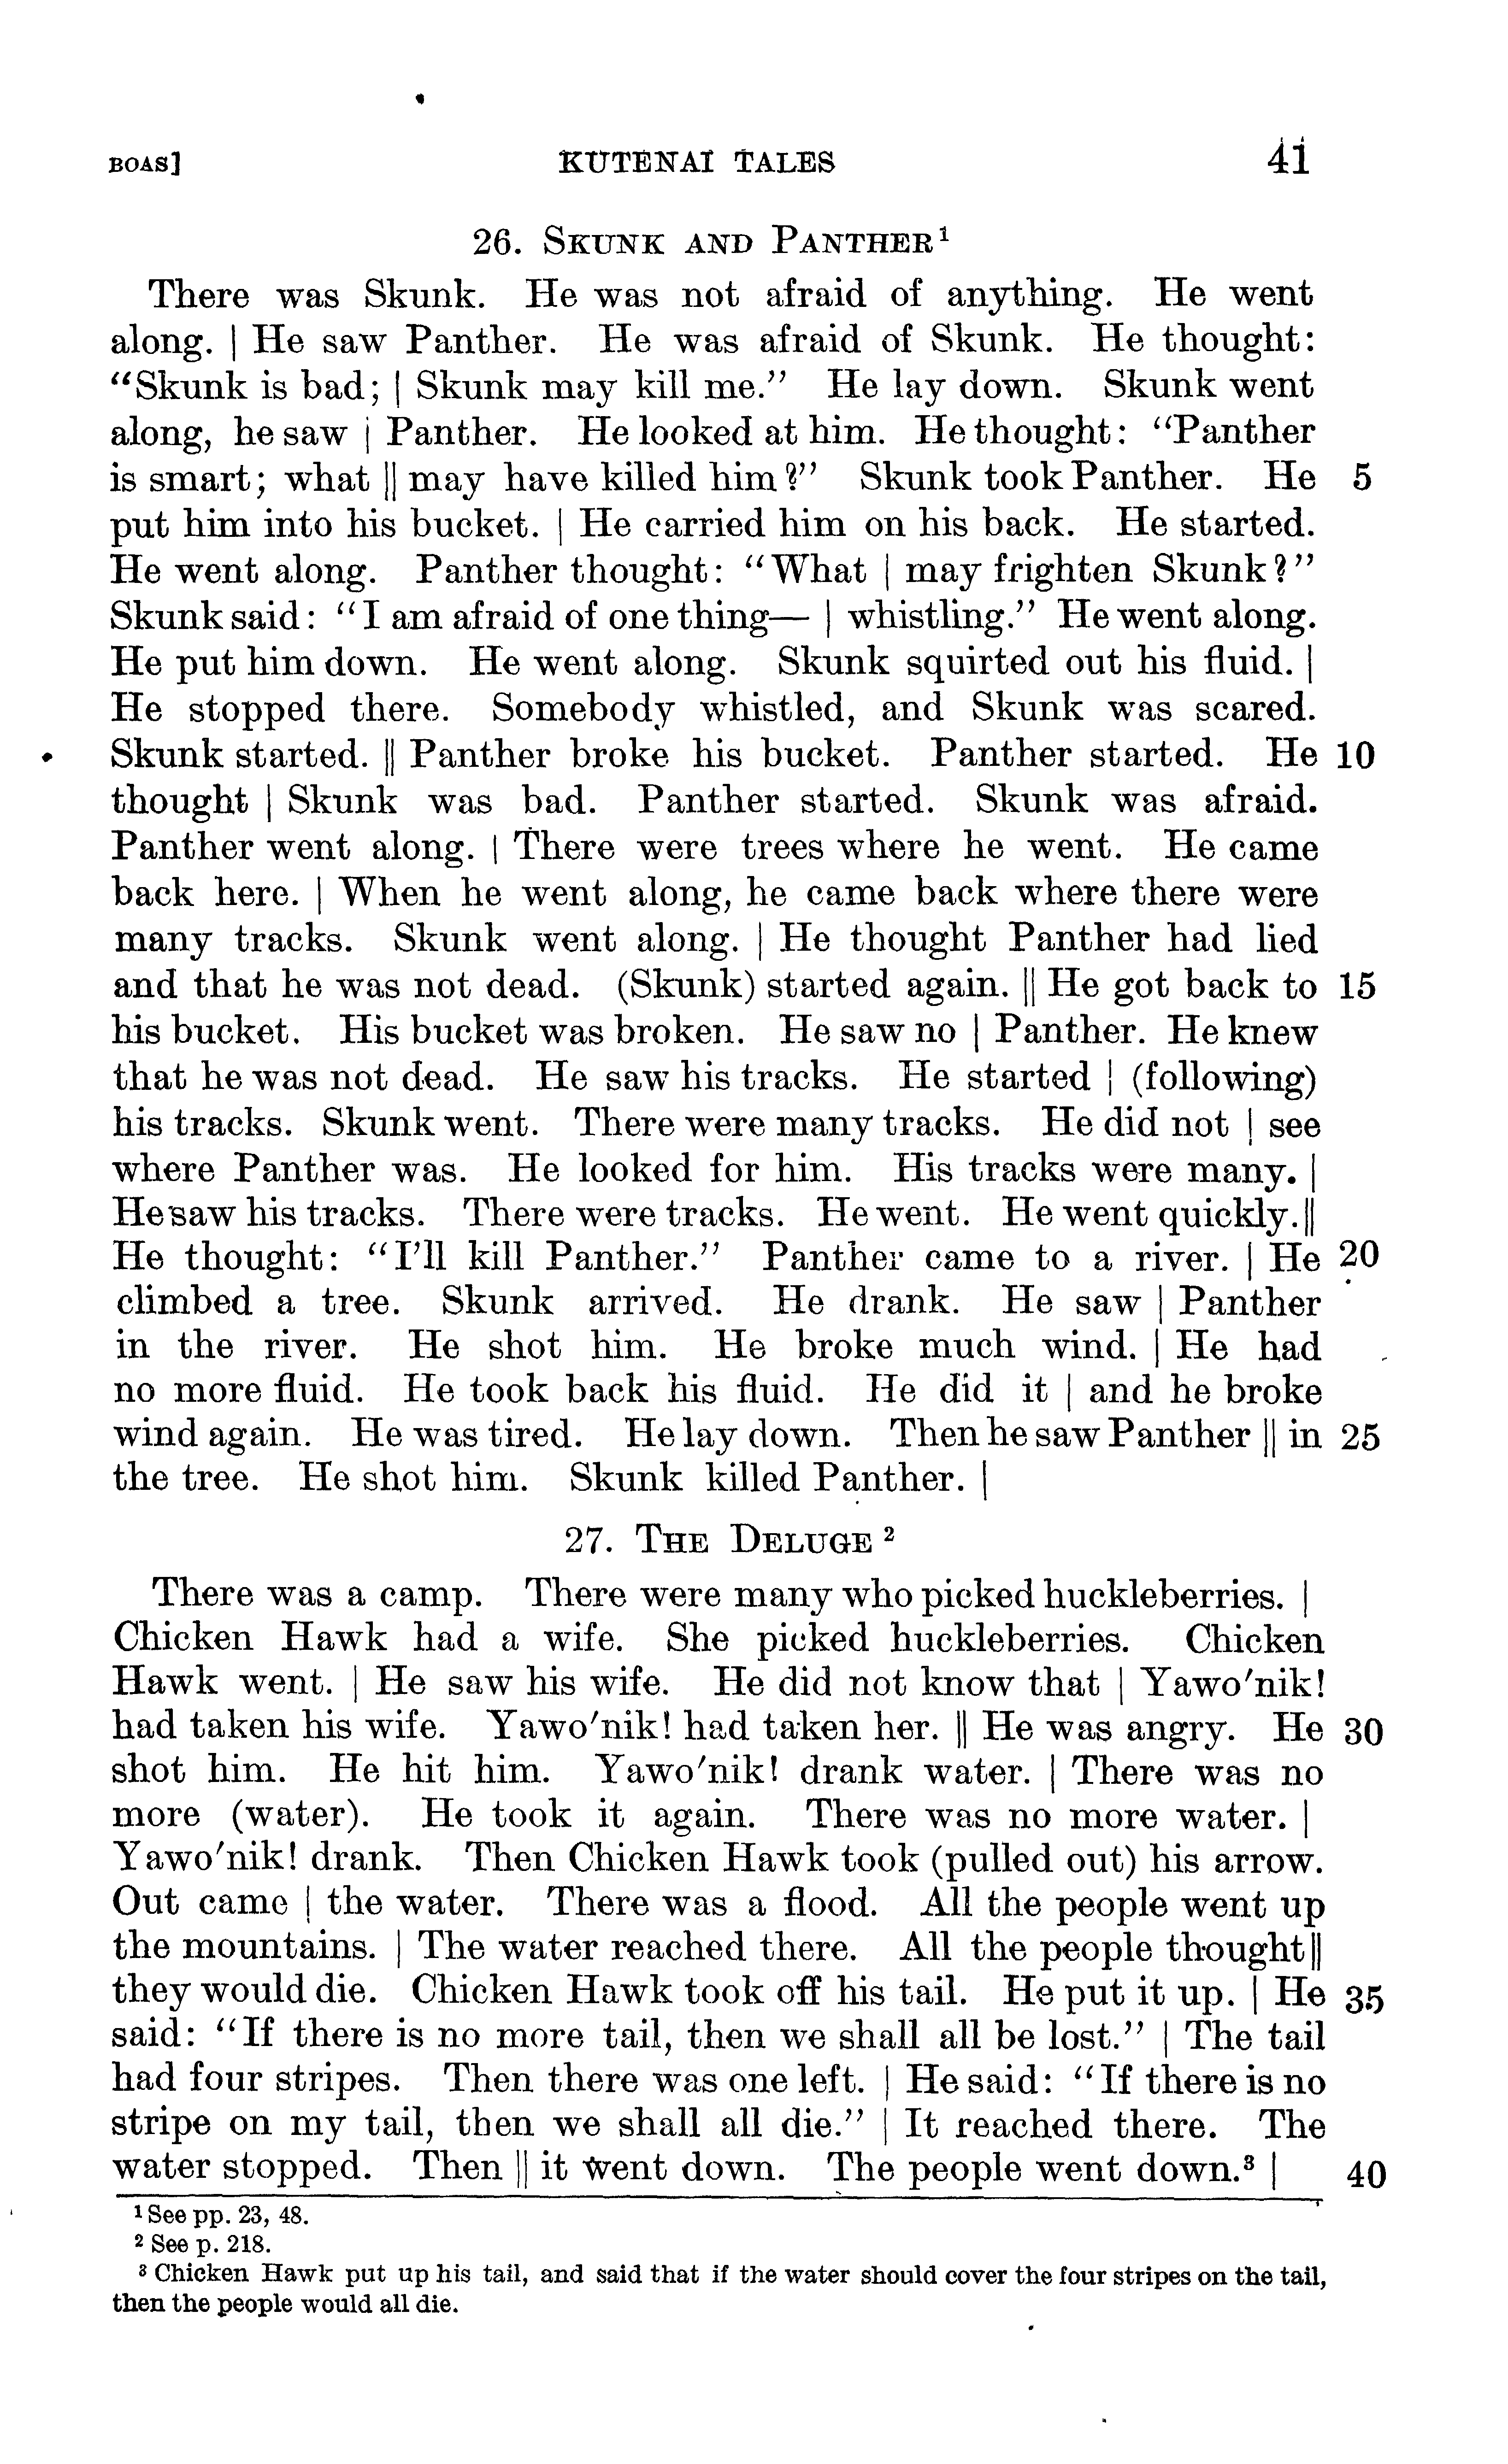 BOAS] KUTENAI TALES 41
26. SKUNK AND PANTHER¹
There was Skunk. He was not afraid of anything. He went
along. | He saw Panther. He was afraid of Skunk. He thought:
“Skunk is bad; | Skunk may kill me.” He lay down. Skunk went
along, he saw | Panther. He looked at him. He thought: “Panther
is smart; what || may have killed him?” Skunk took Panther. He 5
put him into his bucket. | He carried him on his back. He started.
He went along. Panther thought: “What | may frighten Skunk?”
Skunk said: “I am afraid of one thing— | whistling.” He went along.
He put him down. He went along. Skunk squirted out his fluid. |
He stopped there. Somebody whistled, and Skunk was scared.
Skunk started. || Panther broke his bucket. Panther started. He 10
thought | Skunk was bad. Panther started. Skunk was afraid.
Panther went along. | There were trees where he went. He came
back here. | When he went along, he came back where there were
many tracks. Skunk went along. | He thought Panther had lied
and that he was not dead. (Skunk) started again. || He got back to 15
his bucket. His bucket was broken. He saw no | Panther. He knew
that he was not dead. He saw his tracks. He started | (following)
his tracks. Skunk went. There were many tracks. He did not | see
where Panther was. He looked for him. His tracks were many. |
He saw his tracks. There were tracks. He went. He went quickly. ||
He thought: “I’ll kill Panther.” Panther came to a river. | He 20
climbed a tree. Skunk arrived. He drank. He saw | Panther
in the river. He shot him. He broke much wind. | He had
no more fluid. He took back his fluid. He did it | and he broke
wind again. He was tired. He lay down. Then he saw Panther || in 25
the tree. He shot him. Skunk killed Panther. |
27. THE DELUGE ²
There was a camp. There were many who picked huckleberries. |
Chicken Hawk had a wife. She picked huckleberries. Chicken
Hawk went. | He saw his wife. He did not know that | Yawo′nik!
had taken his wife. Yawo′nik! had taken her. || He was angry. He 30
shot him. He hit him. Yawo′nik! drank water. | There was no
more (water). He took it again. There was no more water. |
Yawo′nik! drank. Then Chicken Hawk took (pulled out) his arrow.
Out came | the water. There was a flood. All the people went up
the mountains. | The water reached there. All the people thought ||
they would die. Chicken Hawk took off his tail. He put it up. | He 35
said: “If there is no more tail, then we shall all be lost.” | The tail
had four stripes. Then there was one left. | He said: “If there is no
stripe on my tail, then we shall all die.” | It reached there. The
water stopped. Then || it went down. The people went down.³ | 40
¹ See pp. 23, 48.
² See p. 218.
³ Chicken Hawk put up his tail, and said that if the water should cover the four stripes on the tail,
then the people would all die.